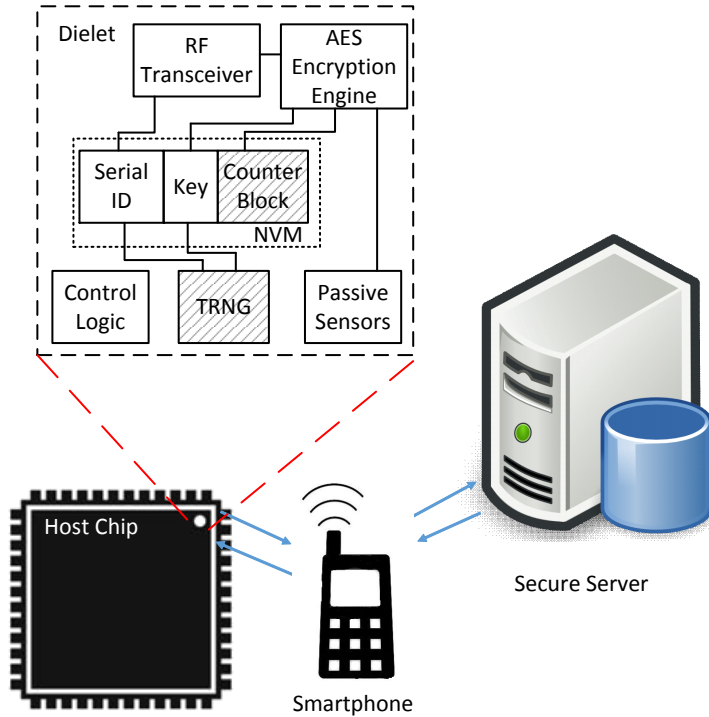 Dielet
RF
Transceiver
AES
Encryption
Engine
Serial
ID
Key
Counter
Block
NVM
Control
Logic
TRNG
Passive
Sensors
Host Chip
Secure Server
Smartphone